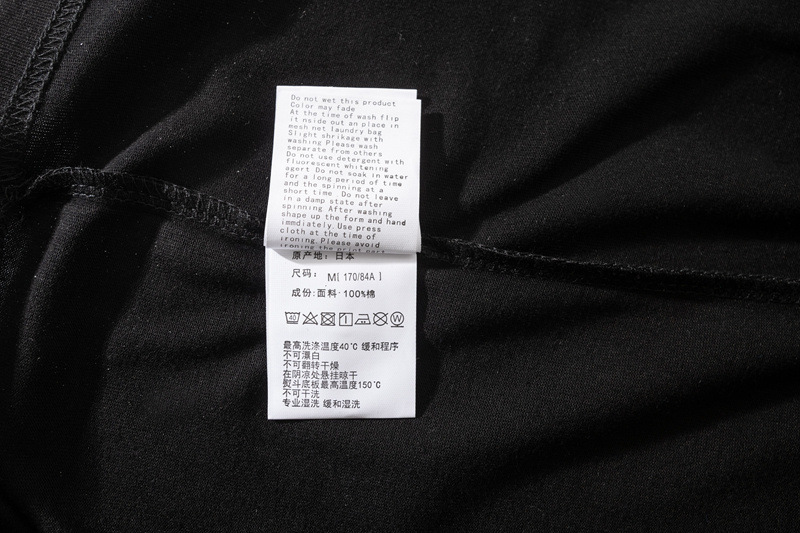 Do not wet this product
Color may fade
At the time of wash flip
it nside out an place in
mesh net laundry bag
Slight shrikage with
washing Please wash
separate from others
Do not use detergent with
fluorescent whitening
agert Do not soak in water
for a long period of time
and the spinning at a
short time. Do not leave
in a damp state after
spinning. After washing
shape up the form and hand
immediately. Use press
cloth at the time of
ironing. Please avoid
ironing the print part
原产地: 日本
尺码: M[ 170/84A ]
成份: 面料: 100%棉
40 W
最高洗涤温度40℃ 缓和程序
不可漂白
不可翻转干燥
在阴凉处悬挂晾干
熨斗底板最高温度150℃
不可干洗
专业湿洗 缓和湿洗